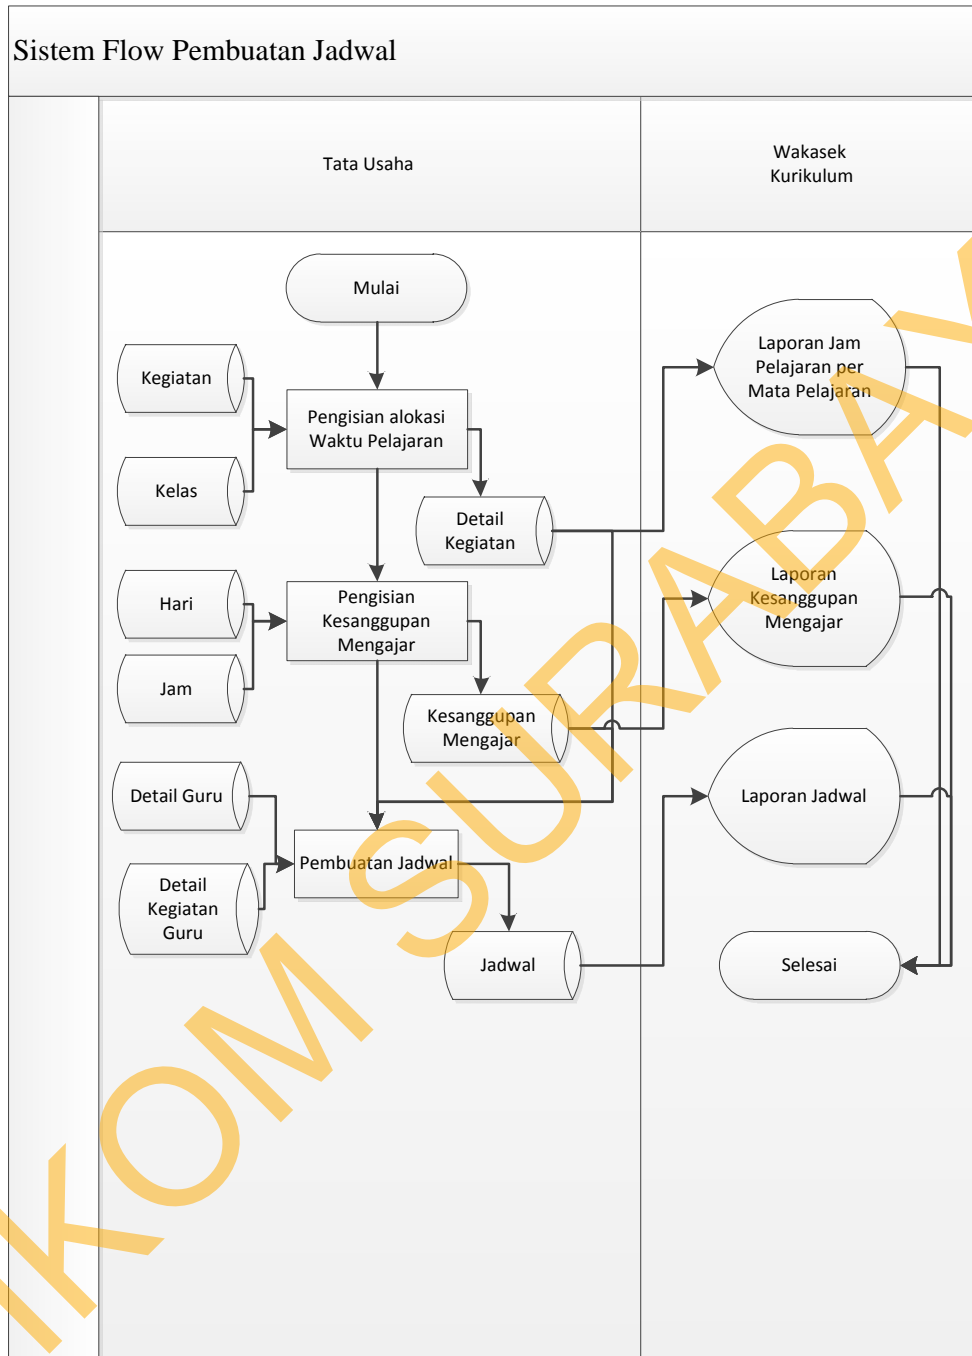 Sistem Flow Pembuatan Jadwal
Tata Usaha
Wakasek
Kurikulum
Mulai
Kegiatan
Pengisian alokasi
Waktu Pelajaran
Kelas
Detail
Kegiatan
Laporan Jam
Pelajaran per
Mata Pelajaran
Hari
Pengisian
Kesanggupan
Mengajar
Jam
Kesanggupan
Mengajar
Laporan
Kesanggupan
Mengajar
Detail Guru
Pembuatan Jadwal
Detail
Kegiatan
Guru
Laporan Jadwal
Jadwal
Selesai
IKOM SURABAY